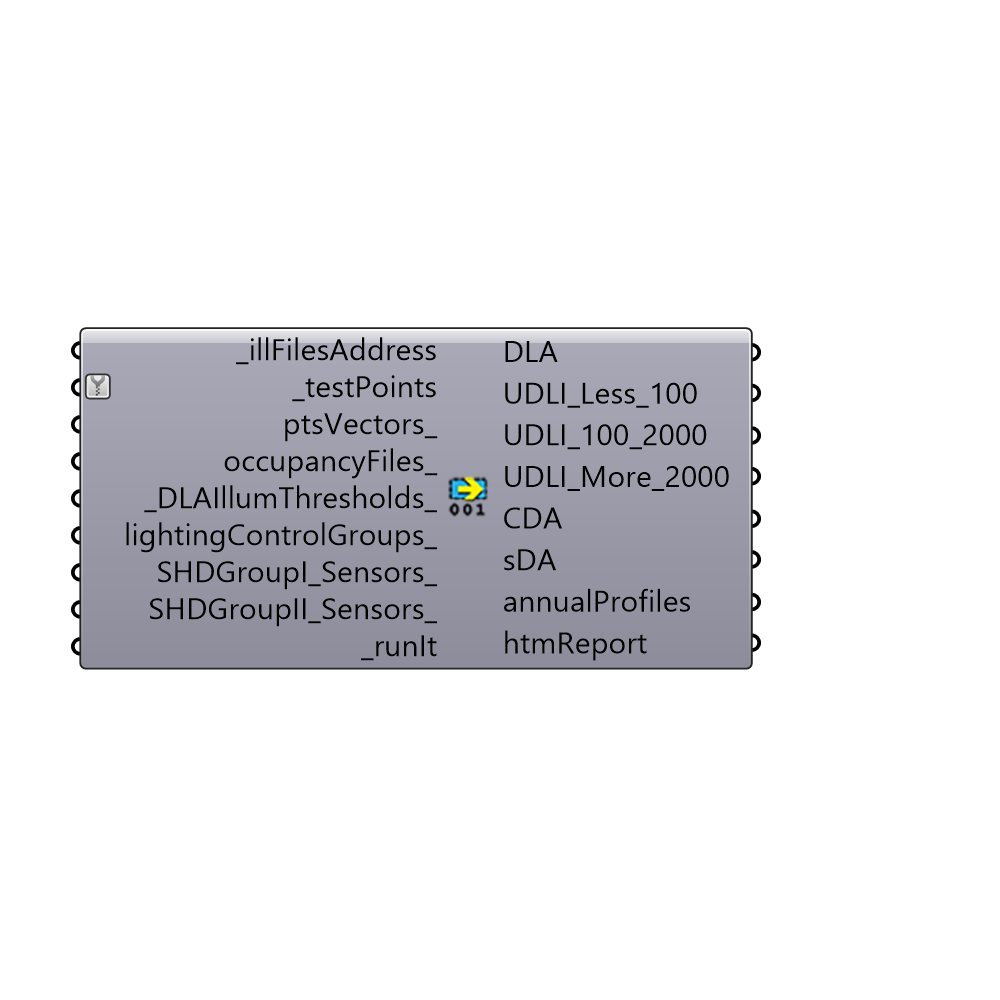 _illFilesAddress
_testPoints
ptsVectors_
occupancyFiles_
_DLAIllumThresholds_
lightingControlGroups_
SHDGroupI_Sensors_
SHDGroupII_Sensors_
_runIt
001
DLA
UDLI_Less_100
UDLI_100_2000
UDLI_More_2000
CDA
sDA
annualProfiles
htmReport